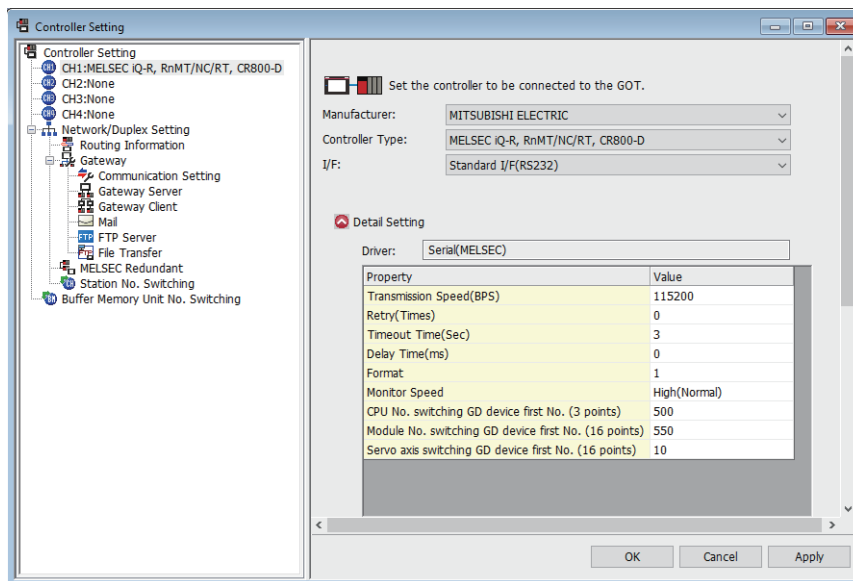 Controller Setting
Controller Setting
CH1:MELSEC iQ-R, RnMT/NC/RT, CR800-D
CH2:None
CH3:None
CH4:None
Network/Duplex Setting
Routing Information
Gateway
Communication Setting
Gateway Server
Gateway Client
Mail
FTP Server
File Transfer
MELSEC Redundant
Station No. Switching
Buffer Memory Unit No. Switching
Set the controller to be connected to the GOT.
Manufacturer: MITSUBISHI ELECTRIC
Controller Type: MELSEC iQ-R, RnMT/NC/RT, CR800-D
I/F: Standard I/F(RS232)
Detail Setting
Driver: Serial(MELSEC)
Property Value
Transmission Speed(BPS) 115200
Retry(Times) 0
Timeout Time(Sec) 3
Delay Time(ms) 0
Format 1
Monitor Speed High(Normal)
CPU No. switching GD device first No. (3 points) 500
Module No. switching GD device first No. (16 points) 550
Servo axis switching GD device first No. (16 points) 10
OK Cancel Apply